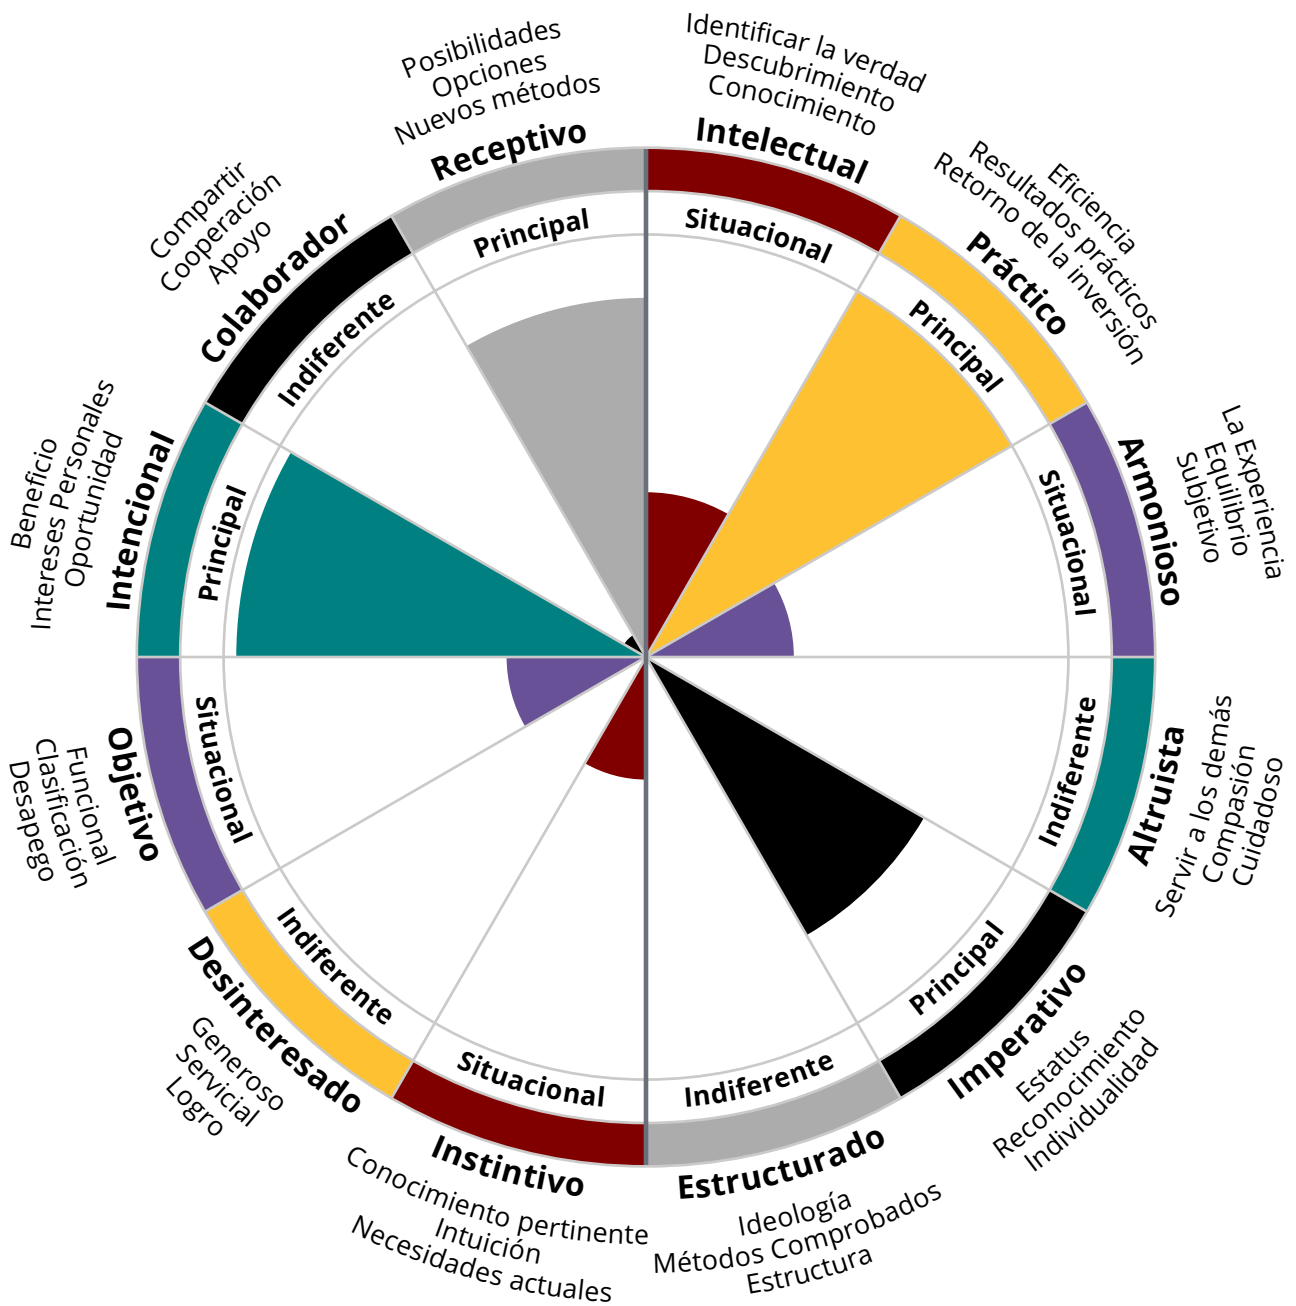 Identificar la verdad
Descubrimiento
Conocimiento
Intelectual
Situacional
Eficiencia
Resultados prácticos
Retorno de la inversión
Práctico
Principal
La Experiencia
Equilibrio
Subjetivo
Armonioso
Situacional
Servir a los demás
Compasión
Cuidadoso
Altruista
Indiferente
Estatus
Reconocimiento
Individualidad
Imperativo
Principal
Estructurado
Indiferente
Ideología
Métodos Comprobados
Estructura
Instintivo
Situacional
Conocimiento pertinente
Intuición
Necesidades actuales
Desinteresado
Indiferente
Generoso
Servicial
Logro
Objetivo
Situacional
Funcional
Clasificación
Desapego
Beneficio
Intereses Personales
Oportunidad
Intencional
Principal
Compartir
Cooperación
Apoyo
Colaborador
Indiferente
Posibilidades
Opciones
Nuevos métodos
Receptivo
Principal